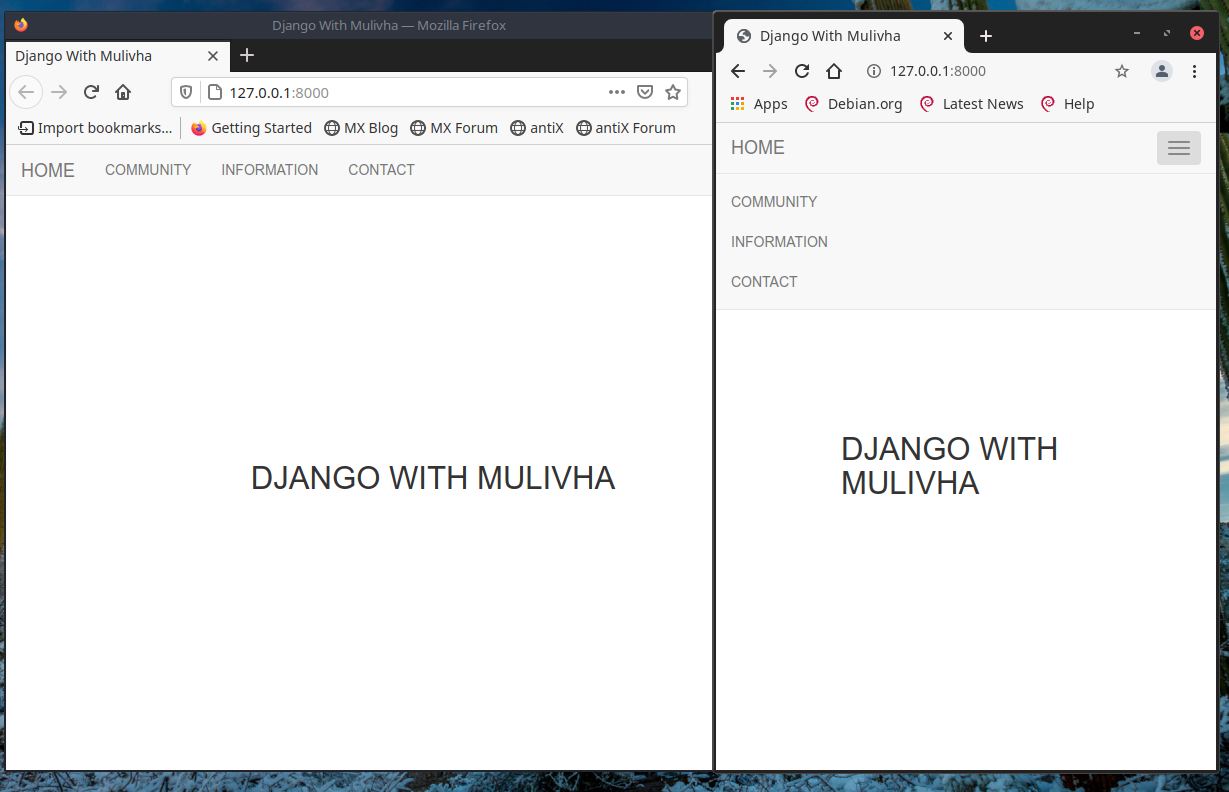 Django With Mulivha — Mozilla Firefox
Django With Mulivha
127.0.0.1:8000
Import bookmarks... Getting Started MX Blog MX Forum antiX antiX Forum
HOME COMMUNITY INFORMATION CONTACT
DJANGO WITH MULIVHA
Django With Mulivha
127.0.0.1:8000
Apps Debian.org Latest News Help
HOME
COMMUNITY
INFORMATION
CONTACT
DJANGO WITH
MULIVHA